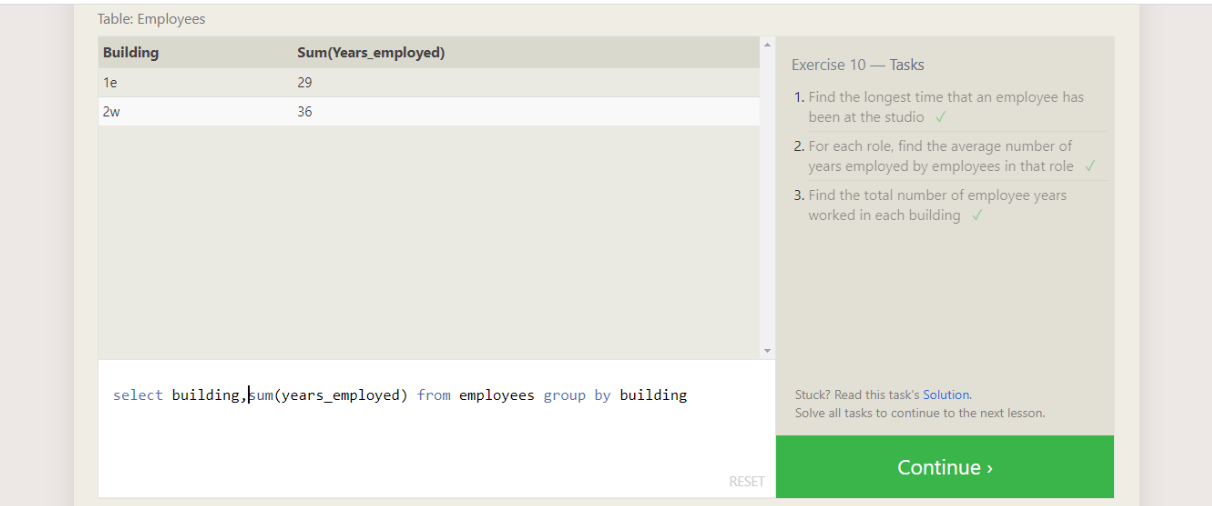 Table: Employees
Building Sum(Years_employed)
1e 29
2w 36
select building,sum(years_employed) from employees group by building
RESET
Exercise 10 — Tasks
1. Find the longest time that an employee has
been at the studio ✓
2. For each role, find the average number of
years employed by employees in that role ✓
3. Find the total number of employee years
worked in each building ✓
Stuck? Read this task's Solution.
Solve all tasks to continue to the next lesson.
Continue ›